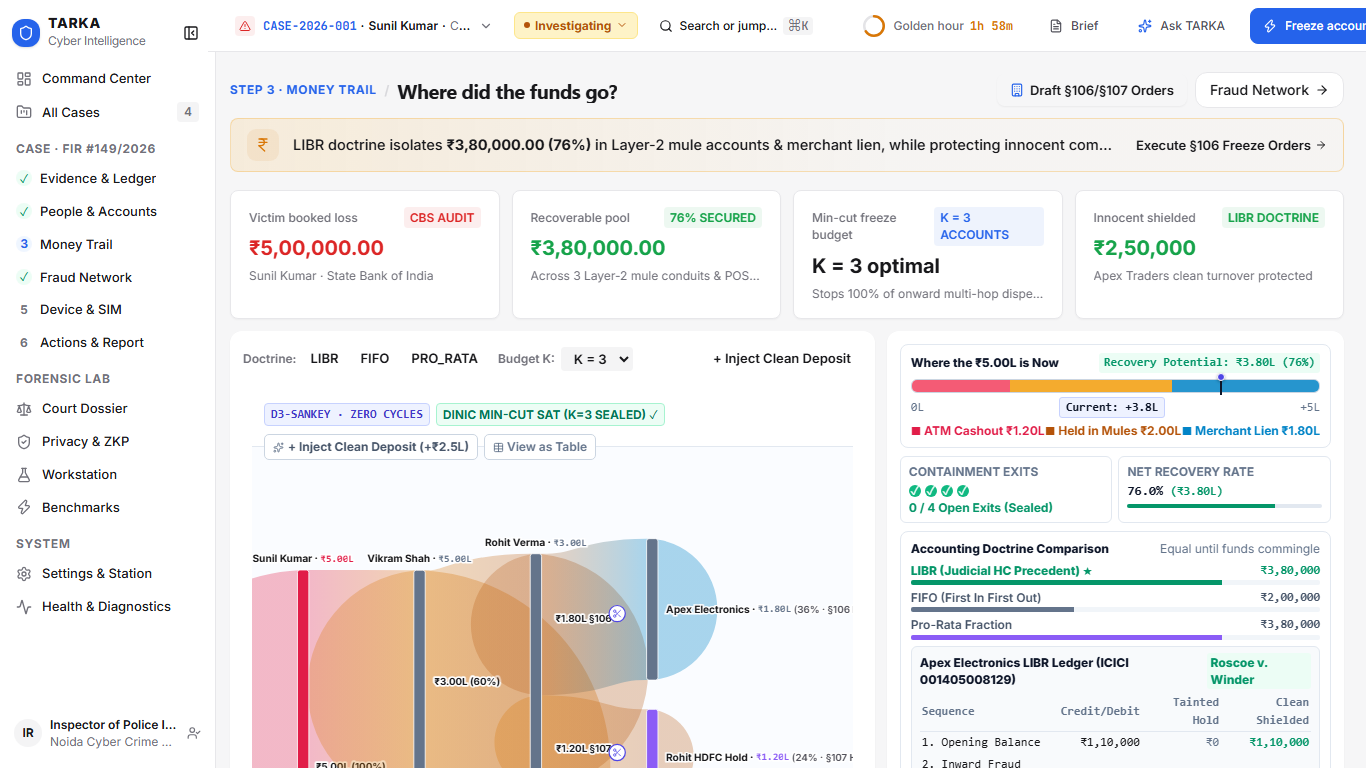 TARKA
Cyber Intelligence
CASE-2026-001 · Sunil Kumar · C...
Investigating
Search or jump... ⌘K
Golden hour 1h 58m
Brief
Ask TARKA
Freeze accour
Command Center
All Cases 4
CASE · FIR #149/2026
✓ Evidence & Ledger
✓ People & Accounts
3 Money Trail
✓ Fraud Network
5 Device & SIM
6 Actions & Report
FORENSIC LAB
Court Dossier
Privacy & ZKP
Workstation
Benchmarks
SYSTEM
Settings & Station
Health & Diagnostics
IR
Inspector of Police I...
Noida Cyber Crime ...
STEP 3 · MONEY TRAIL / Where did the funds go?
Draft §106/§107 Orders
Fraud Network →
₹ LIBR doctrine isolates ₹3,80,000.00 (76%) in Layer-2 mule accounts & merchant lien, while protecting innocent com...
Execute §106 Freeze Orders →
Victim booked loss
CBS AUDIT
₹5,00,000.00
Sunil Kumar · State Bank of India
Recoverable pool
76% SECURED
₹3,80,000.00
Across 3 Layer-2 mule conduits & POS...
Min-cut freeze
budget
K = 3
ACCOUNTS
K = 3 optimal
Stops 100% of onward multi-hop dispe...
Innocent shielded
LIBR DOCTRINE
₹2,50,000
Apex Traders clean turnover protected
Doctrine: LIBR FIFO PRO_RATA Budget K: K = 3
+ Inject Clean Deposit
D3-SANKEY · ZERO CYCLES
DINIC MIN-CUT SAT (K=3 SEALED) ✓
+ Inject Clean Deposit (+₹2.5L)
View as Table
Sunil Kumar · ₹5.00L
Vikram Shah · ₹5.00L
Rohit Verma · ₹3.00L
₹1.80L §106
Apex Electronics · ₹1.80L (36% · §106
₹3.00L (60%)
₹1.20L §107
Rohit HDFC Hold · ₹1.20L (24% · §107 H
₹5.00L (100%)
Where the ₹5.00L is Now
Recovery Potential: ₹3.80L (76%)
0L
Current: +3.8L
+5L
ATM Cashout ₹1.20L
Held in Mules ₹2.00L
Merchant Lien ₹1.80L
CONTAINMENT EXITS
0 / 4 Open Exits (Sealed)
NET RECOVERY RATE
76.0% (₹3.80L)
Accounting Doctrine Comparison
Equal until funds commingle
LIBR (Judicial HC Precedent) ★ ₹3,80,000
FIFO (First In First Out) ₹2,00,000
Pro-Rata Fraction ₹3,80,000
Apex Electronics LIBR Ledger (ICICI
001405008129)
Roscoe v.
Winder
Sequence Credit/Debit
Tainted
Hold
Clean
Shielded
1. Opening Balance ₹1,10,000 ₹0 ₹1,10,000
2. Inward Fraud